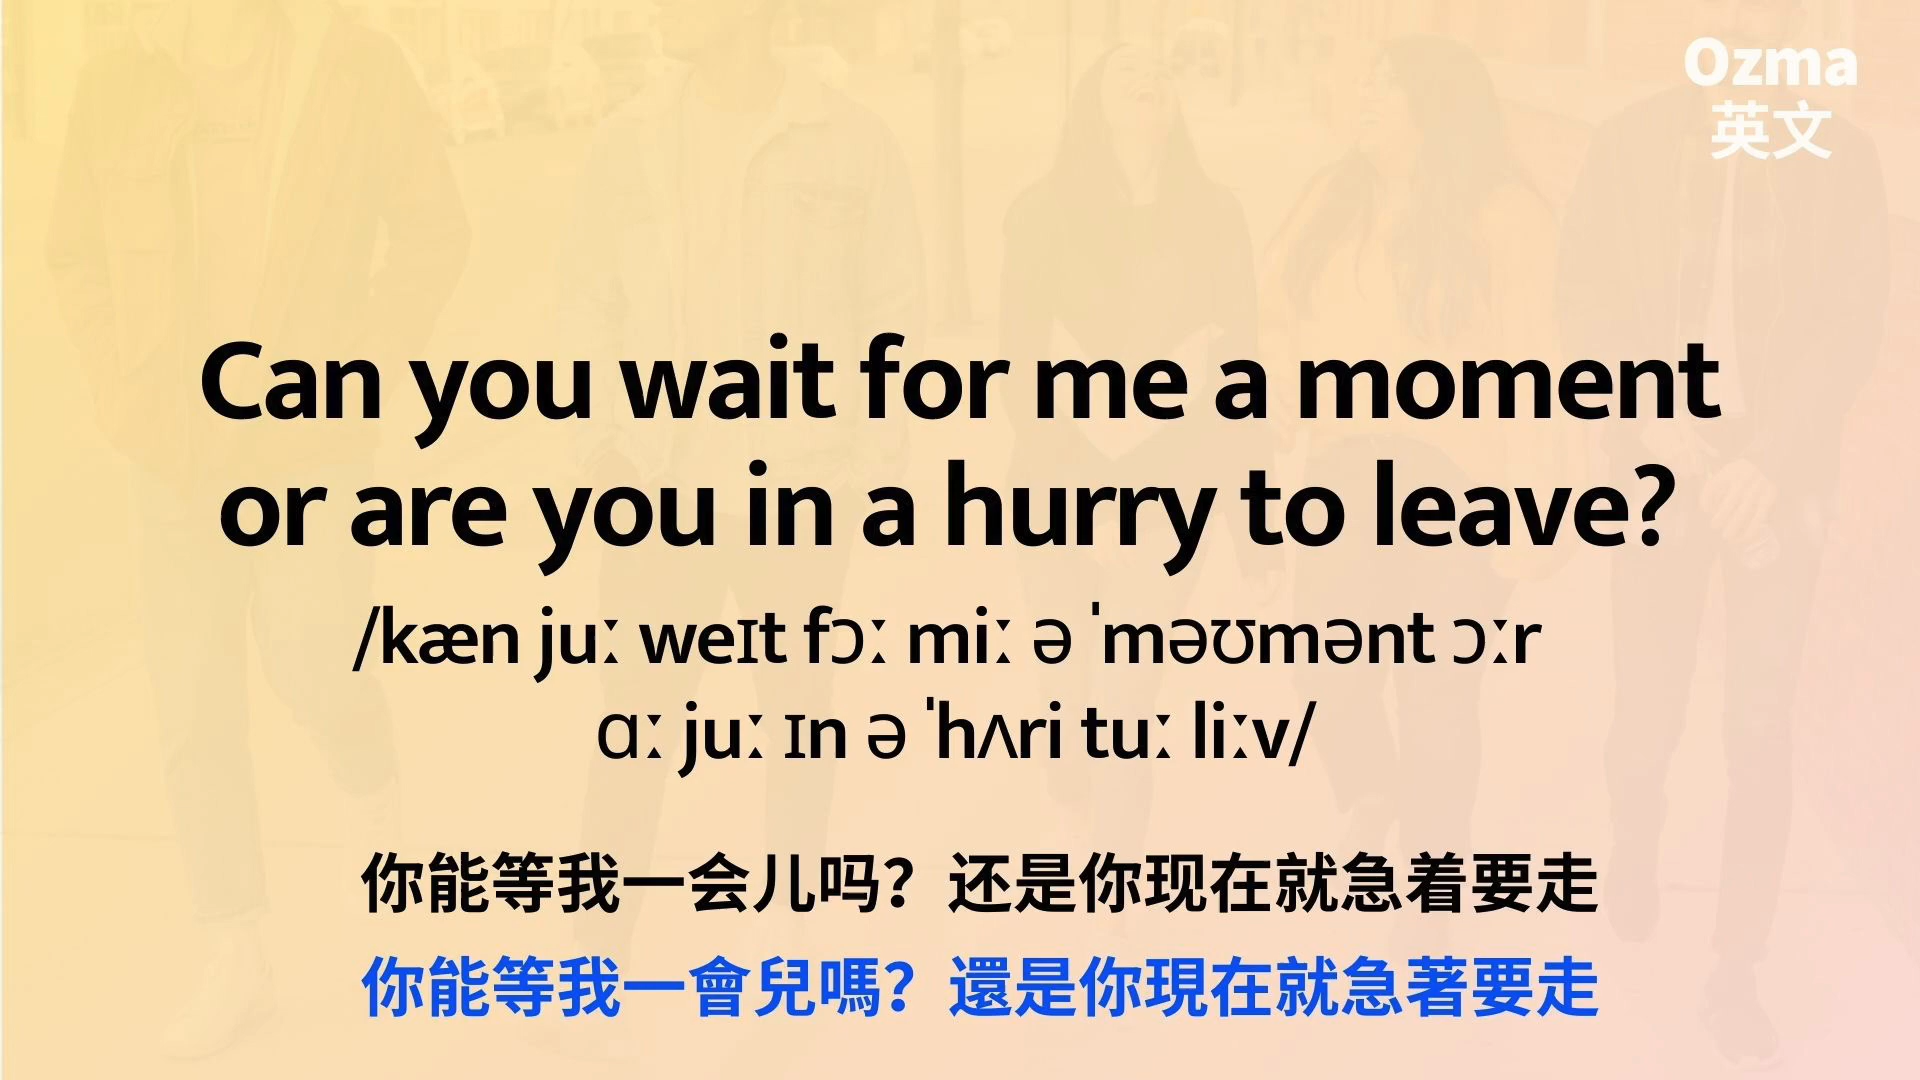 Ozma
英文
Can you wait for me a moment
or are you in a hurry to leave?
/kæn juː weɪt fɔː miː ə ˈməʊmənt ɔːr
ɑː juː ɪn ə ˈhʌri tuː liːv/
你能等我一会儿吗？还是你现在就急着要走
你能等我一會兒嗎？還是你現在就急著要走